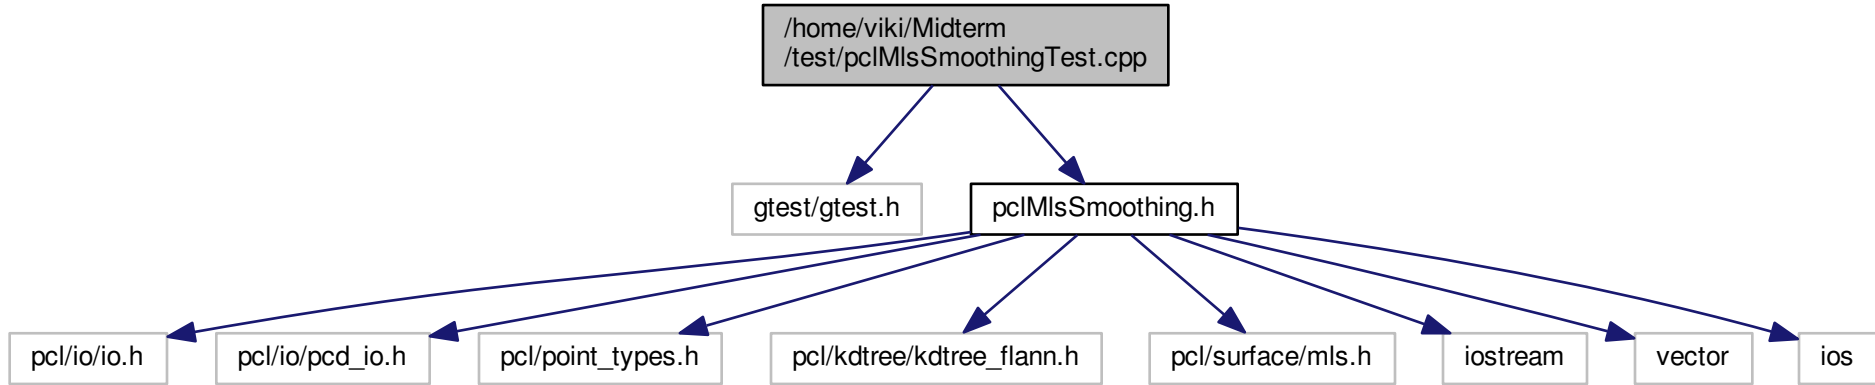 /home/viki/Midterm
/test/pclMlsSmoothingTest.cpp
gtest/gtest.h
pclMlsSmoothing.h
pcl/io/io.h
pcl/io/pcd_io.h
pcl/point_types.h
pcl/kdtree/kdtree_flann.h
pcl/surface/mls.h
iostream
vector
ios